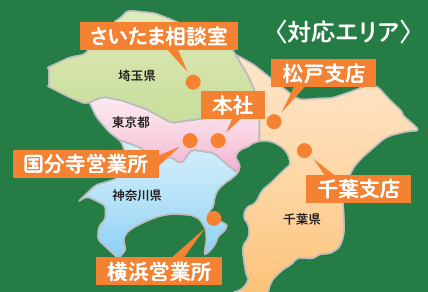 〈対応エリア〉
さいたま相談室
埼玉県
松戸支店
本社
東京都
国分寺営業所
千葉支店
神奈川県
千葉県
横浜営業所